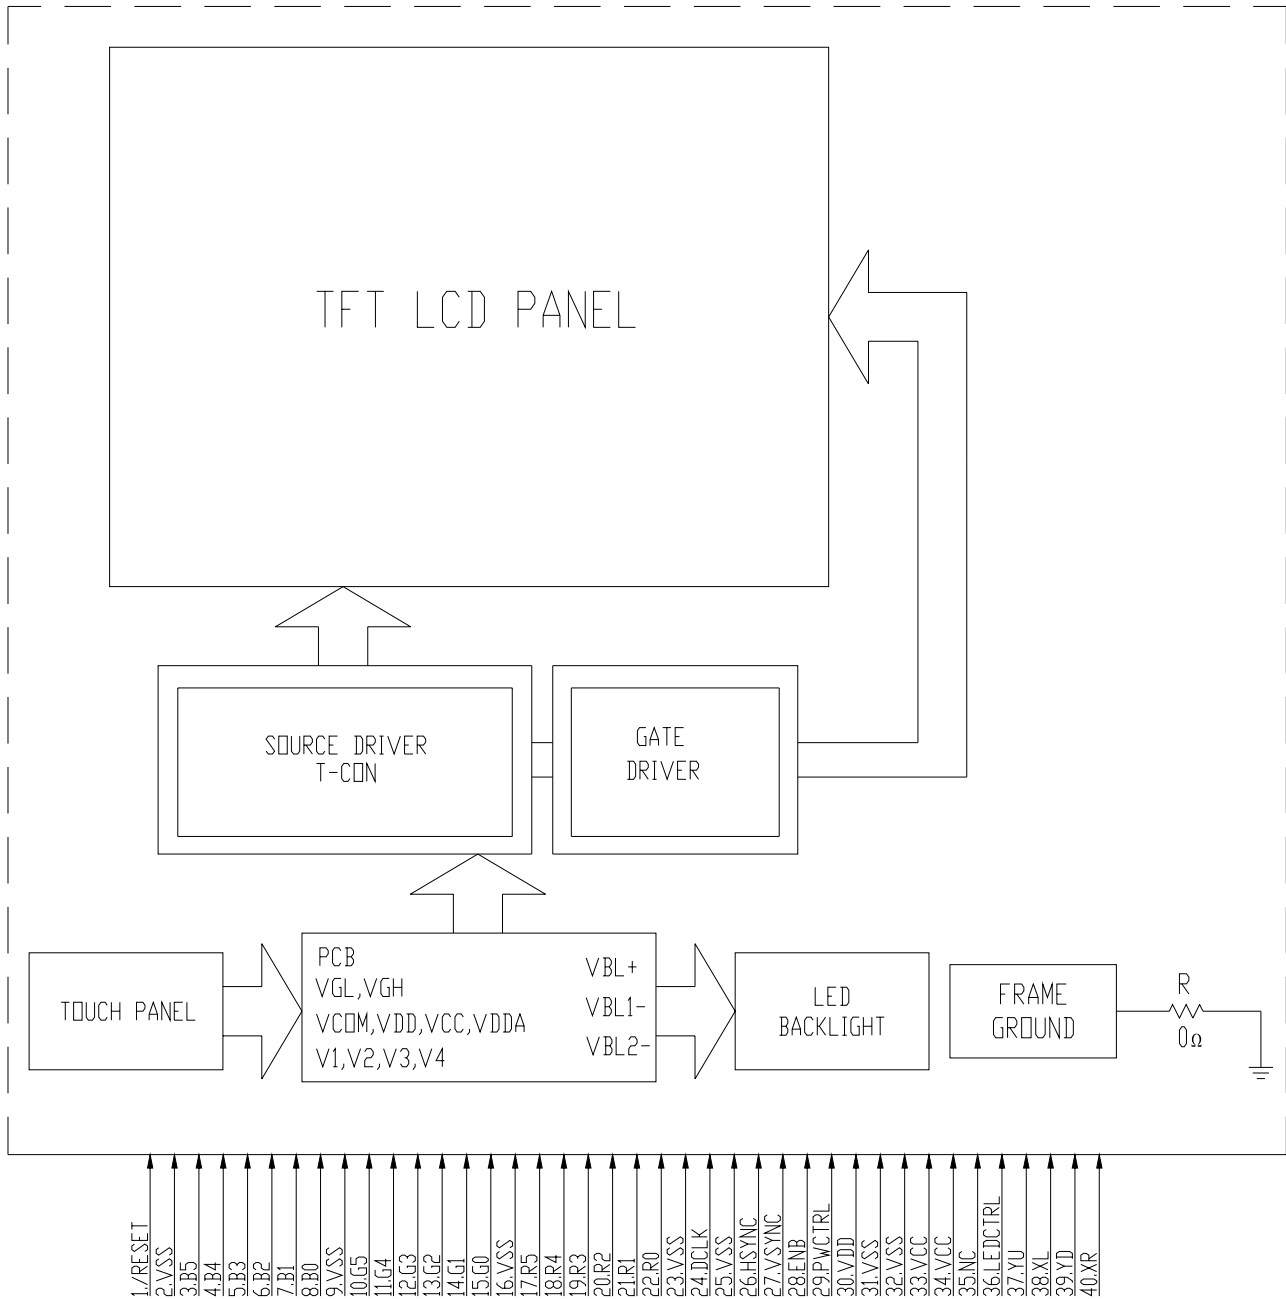 TFT LCD PANEL
SOURCE DRIVER
T-CON
GATE
DRIVER
TOUCH PANEL
PCB
VGL,VGH
VCOM,VDD,VCC,VDDA
V1,V2,V3,V4
VBL+
VBL1-
VBL2-
LED
BACKLIGHT
FRAME
GROUND
R
0Ω
1./RESET
2.VSS
3.B5
4.B4
5.B3
6.B2
7.B1
8.B0
9.VSS
10.G5
11.G4
12.G3
13.G2
14.G1
15.G0
16.VSS
17.R5
18.R4
19.R3
20.R2
21.R1
22.R0
23.VSS
24.DCLK
25.VSS
26.HSYNC
27.VSYNC
28.ENB
29.PWCTRL
30.VDD
31.VSS
32.VSS
33.VCC
34.VCC
35.NC
36.LEDCTRL
37.YU
38.XL
39.YD
40.XR